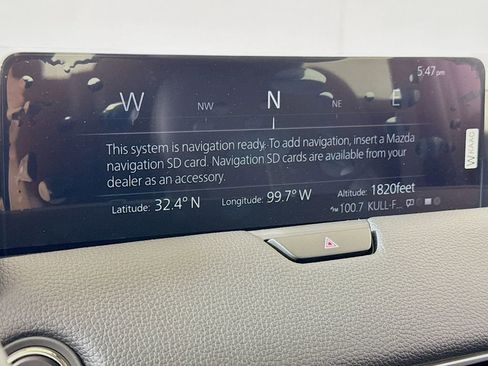 5:47 pm
W NW N NE E
This system is navigation ready. To add navigation, insert a Mazda
navigation SD card. Navigation SD cards are available from your
dealer as an accessory.
Latitude: 32.4° N Longitude: 99.7° W Altitude: 1820feet
FM 100.7 KULL-F...
WKAKC